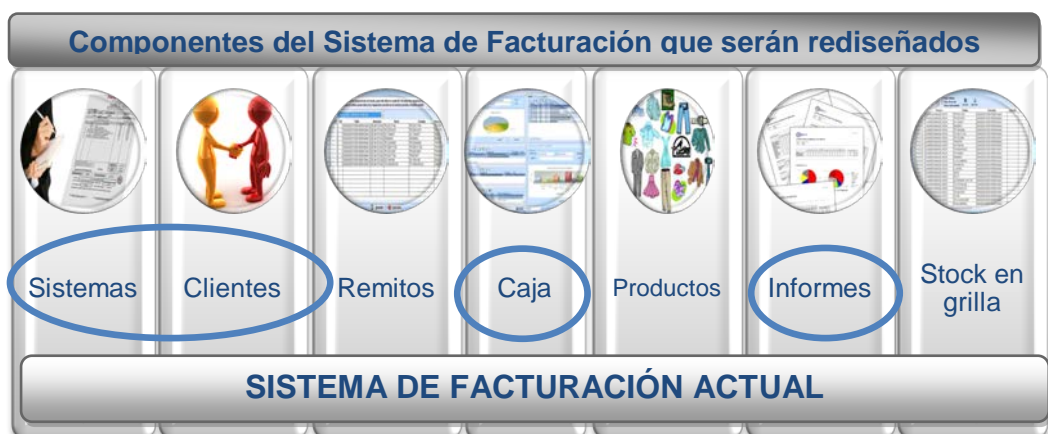 Componentes del Sistema de Facturación que serán rediseñados
Sistemas
Clientes
Remitos
Caja
Productos
Informes
Stock en
grilla
SISTEMA DE FACTURACIÓN ACTUAL